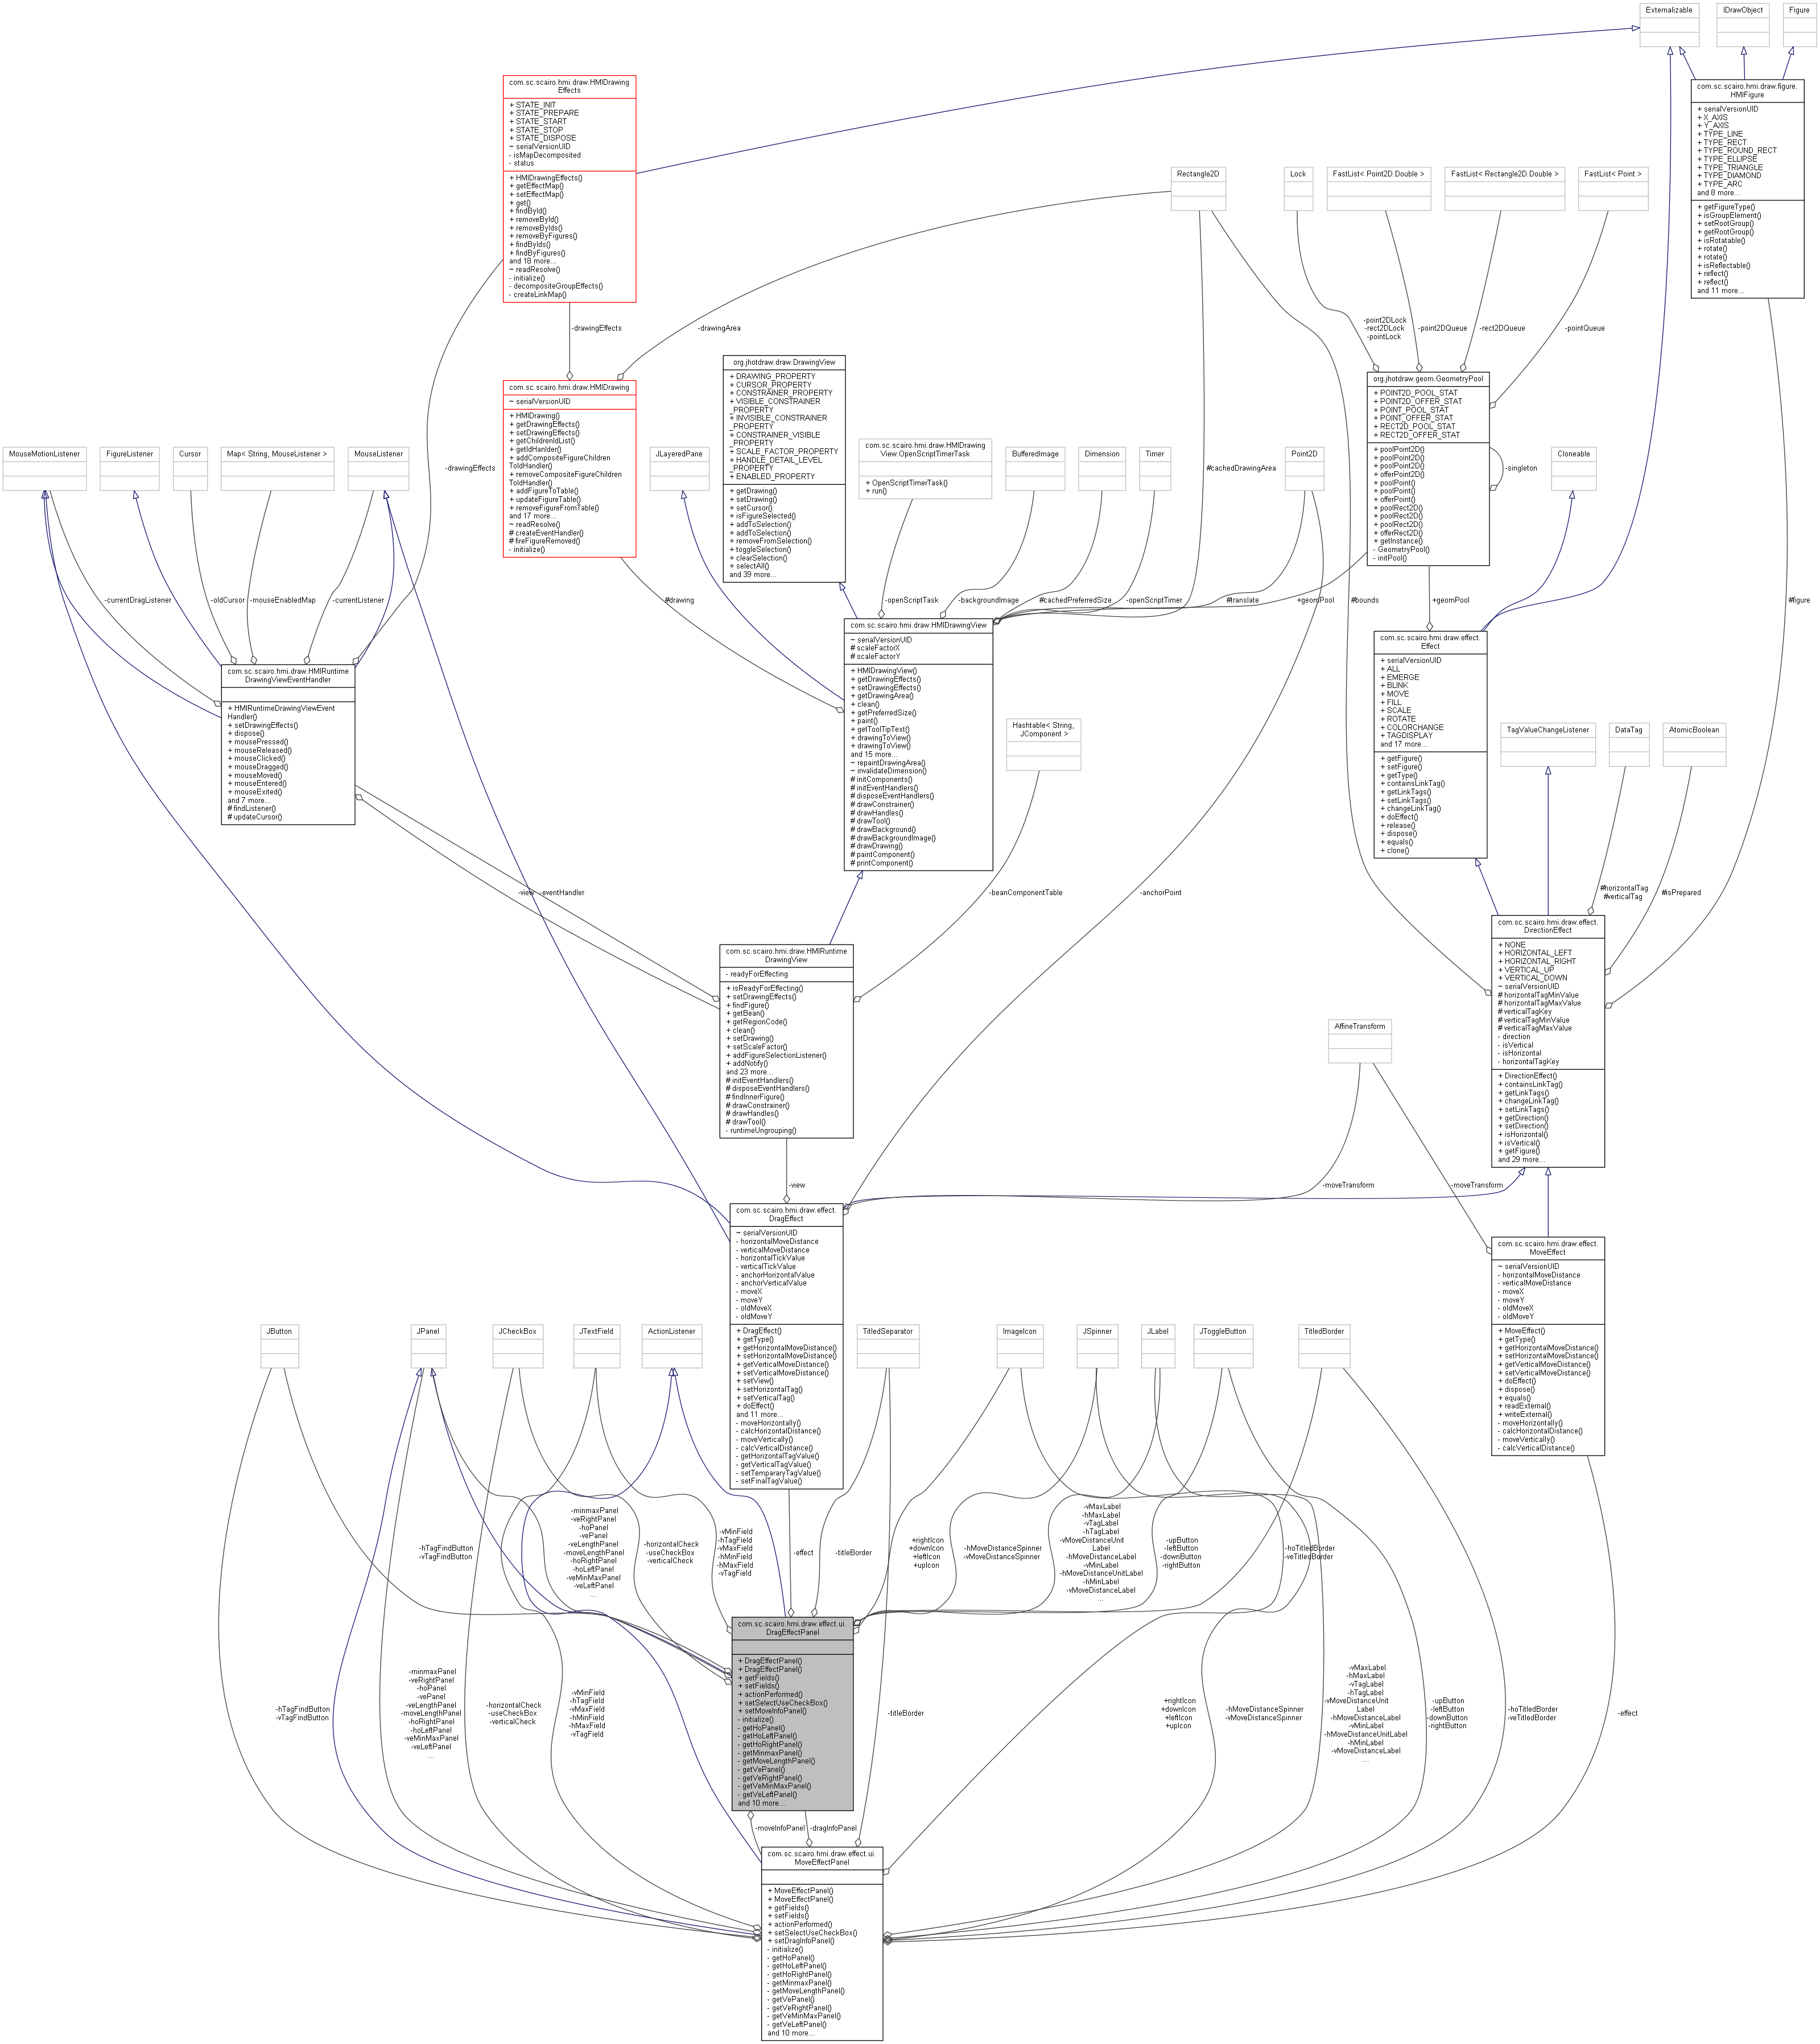 Externalizable
IDrawObject
Figure
com.sc.scairo.hmi.draw.HMIDrawing
Effects
+ STATE_INIT
+ STATE_PREPARE
+ STATE_START
+ STATE_STOP
+ STATE_DISPOSE
~ serialVersionUID
- isMapDecomposited
- status
+ HMIDrawingEffects()
+ getEffectMap()
+ setEffectMap()
+ get()
+ findById()
+ removeById()
+ removeByIds()
+ removeByFigures()
+ findByIds()
+ findByFigures()
and 18 more...
~ readResolve()
- initialize()
- decompositeGroupEffects()
- createLinkMap()
com.sc.scairo.hmi.draw.figure.
HMIFigure
+ serialVersionUID
+ X_AXIS
+ Y_AXIS
+ TYPE_LINE
+ TYPE_RECT
+ TYPE_ROUND_RECT
+ TYPE_ELLIPSE
+ TYPE_TRIANGLE
+ TYPE_DIAMOND
+ TYPE_ARC
and 8 more...
+ getFigureType()
+ isGroupElement()
+ setRootGroup()
+ getRootGroup()
+ isRotatable()
+ rotate()
+ rotate()
+ isReflectable()
+ reflect()
+ reflect()
and 11 more...
Rectangle2D
Lock
FastList< Point2D.Double >
FastList< Rectangle2D.Double >
FastList< Point >
-drawingEffects
-drawingArea
-point2DLock
-rect2DLock
-pointLock
-point2DQueue
-rect2DQueue
-pointQueue
com.sc.scairo.hmi.draw.HMIDrawing
~ serialVersionUID
+ HMIDrawing()
+ getDrawingEffects()
+ setDrawingEffects()
+ getChildrenIdList()
+ getIdHanlder()
+ addCompositeFigureChildren
ToIdHandler()
+ removeCompositeFigureChildren
ToIdHandler()
+ addFigureToTable()
+ updateFigureTable()
+ removeFigureFromTable()
and 17 more...
~ readResolve()
# createEventHandler()
# fireFigureRemoved()
- initialize()
org.jhotdraw.draw.DrawingView
+ DRAWING_PROPERTY
+ CURSOR_PROPERTY
+ CONSTRAINER_PROPERTY
+ VISIBLE_CONSTRAINER
_PROPERTY
+ INVISIBLE_CONSTRAINER
_PROPERTY
+ CONSTRAINER_VISIBLE
_PROPERTY
+ SCALE_FACTOR_PROPERTY
+ HANDLE_DETAIL_LEVEL
_PROPERTY
+ ENABLED_PROPERTY
+ getDrawing()
+ setDrawing()
+ setCursor()
+ isFigureSelected()
+ addToSelection()
+ addToSelection()
+ removeFromSelection()
+ toggleSelection()
+ clearSelection()
+ selectAll()
and 39 more...
org.jhotdraw.geom.GeometryPool
+ POINT2D_POOL_STAT
+ POINT2D_OFFER_STAT
+ POINT_POOL_STAT
+ POINT_OFFER_STAT
+ RECT2D_POOL_STAT
+ RECT2D_OFFER_STAT
+ poolPoint2D()
+ poolPoint2D()
+ poolPoint2D()
+ offerPoint2D()
+ poolPoint()
+ poolPoint()
+ offerPoint()
+ poolRect2D()
+ poolRect2D()
+ poolRect2D()
+ offerRect2D()
+ getInstance()
- GeometryPool()
- initPool()
-singleton
MouseMotionListener
FigureListener
Cursor
Map< String, MouseListener >
MouseListener
-drawingEffects
JLayeredPane
com.sc.scairo.hmi.draw.HMIDrawing
View.OpenScriptTimerTask
+ OpenScriptTimerTask()
+ run()
BufferedImage
Dimension
Timer
#cachedDrawingArea
Point2D
Cloneable
-currentDragListener
-oldCursor
-mouseEnabledMap
-currentListener
#drawing
-openScriptTask
-backgroundImage
#cachedPreferredSize
-openScriptTimer
#translate
+geomPool
#bounds
+geomPool
#figure
com.sc.scairo.hmi.draw.HMIRuntime
DrawingViewEventHandler
+ HMIRuntimeDrawingViewEvent
Handler()
+ setDrawingEffects()
+ dispose()
+ mousePressed()
+ mouseReleased()
+ mouseClicked()
+ mouseDragged()
+ mouseMoved()
+ mouseEntered()
+ mouseExited()
and 7 more...
# findListener()
# updateCursor()
com.sc.scairo.hmi.draw.HMIDrawingView
~ serialVersionUID
# scaleFactorX
# scaleFactorY
+ HMIDrawingView()
+ getDrawingEffects()
+ setDrawingEffects()
+ getDrawingArea()
+ clean()
+ getPreferredSize()
+ paint()
+ getToolTipText()
+ drawingToView()
+ drawingToView()
and 15 more...
~ repaintDrawingArea()
~ invalidateDimension()
# initComponents()
# initEventHandlers()
# disposeEventHandlers()
# drawConstrainer()
# drawHandles()
# drawTool()
# drawBackground()
# drawBackgroundImage()
# drawDrawing()
# paintComponent()
# printComponent()
Hashtable< String,
JComponent >
com.sc.scairo.hmi.draw.effect.
Effect
+ serialVersionUID
+ ALL
+ EMERGE
+ BLINK
+ MOVE
+ FILL
+ SCALE
+ ROTATE
+ COLORCHANGE
+ TAGDISPLAY
and 17 more...
+ getFigure()
+ setFigure()
+ getType()
+ containsLinkTag()
+ getLinkTags()
+ setLinkTags()
+ changeLinkTag()
+ doEffect()
+ release()
+ dispose()
+ equals()
+ clone()
TagValueChangeListener
DataTag
AtomicBoolean
-view
-eventHandler
-beanComponentTable
-anchorPoint
#horizontalTag
#verticalTag
#isPrepared
com.sc.scairo.hmi.draw.HMIRuntime
DrawingView
- readyForEffecting
+ isReadyForEffecting()
+ setDrawingEffects()
+ findFigure()
+ getBean()
+ getRegionCode()
+ clean()
+ setDrawing()
+ setScaleFactor()
+ addFigureSelectionListener()
+ addNotify()
and 23 more...
# initEventHandlers()
# disposeEventHandlers()
# findInnerFigure()
# drawConstrainer()
# drawHandles()
# drawTool()
- runtimeUngrouping()
com.sc.scairo.hmi.draw.effect.
DirectionEffect
+ NONE
+ HORIZONTAL_LEFT
+ HORIZONTAL_RIGHT
+ VERTICAL_UP
+ VERTICAL_DOWN
~ serialVersionUID
# horizontalTagMinValue
# horizontalTagMaxValue
# verticalTagKey
# verticalTagMinValue
# verticalTagMaxValue
- direction
- isVertical
- isHorizontal
- horizontalTagKey
+ DirectionEffect()
+ containsLinkTag()
+ getLinkTags()
+ changeLinkTag()
+ setLinkTags()
+ getDirection()
+ setDirection()
+ isHorizontal()
+ isVertical()
+ getFigure()
and 29 more...
AffineTransform
-view
-moveTransform
-moveTransform
com.sc.scairo.hmi.draw.effect.
DragEffect
~ serialVersionUID
- horizontalMoveDistance
- verticalMoveDistance
- horizontalTickValue
- verticalTickValue
- anchorHorizontalValue
- anchorVerticalValue
- moveX
- moveY
- oldMoveX
- oldMoveY
+ DragEffect()
+ getType()
+ getHorizontalMoveDistance()
+ setHorizontalMoveDistance()
+ getVerticalMoveDistance()
+ setVerticalMoveDistance()
+ setView()
+ setHorizontalTag()
+ setVerticalTag()
+ doEffect()
and 11 more...
- moveHorizontally()
- calcHorizontalDistance()
- moveVertically()
- calcVerticalDistance()
- getHorizontalTagValue()
- getVerticalTagValue()
- setTempararyTagValue()
- setFinalTagValue()
com.sc.scairo.hmi.draw.effect.
MoveEffect
~ serialVersionUID
- horizontalMoveDistance
- verticalMoveDistance
- moveX
- moveY
- oldMoveX
- oldMoveY
+ MoveEffect()
+ getType()
+ getHorizontalMoveDistance()
+ setHorizontalMoveDistance()
+ getVerticalMoveDistance()
+ setVerticalMoveDistance()
+ doEffect()
+ dispose()
+ equals()
+ readExternal()
+ writeExternal()
- moveHorizontally()
- calcHorizontalDistance()
- moveVertically()
- calcVerticalDistance()
JButton
JPanel
JCheckBox
JTextField
ActionListener
TitledSeparator
ImageIcon
JSpinner
JLabel
JToggleButton
TitledBorder
-hTagFindButton
-vTagFindButton
-minmaxPanel
-veRightPanel
-hoPanel
-vePanel
-veLengthPanel
-moveLengthPanel
-hoRightPanel
-hoLeftPanel
-veMinMaxPanel
-veLeftPanel
...
-horizontalCheck
-useCheckBox
-verticalCheck
-vMinField
-hTagField
-vMaxField
-hMinField
-hMaxField
-vTagField
-effect
-titleBorder
+rightIcon
+downIcon
+leftIcon
+upIcon
-hMoveDistanceSpinner
-vMoveDistanceSpinner
-vMaxLabel
-hMaxLabel
-vTagLabel
-hTagLabel
-vMoveDistanceUnit
Label
-hMoveDistanceLabel
-vMinLabel
-hMoveDistanceUnitLabel
-hMinLabel
-vMoveDistanceLabel
...
-upButton
-leftButton
-downButton
-rightButton
-hoTitledBorder
-veTitledBorder
com.sc.scairo.hmi.draw.effect.ui.
DragEffectPanel
+ DragEffectPanel()
+ DragEffectPanel()
+ getFields()
+ setFields()
+ actionPerformed()
+ setSelectUseCheckBox()
+ setMoveInfoPanel()
- initialize()
- getHoPanel()
- getHoLeftPanel()
- getHoRightPanel()
- getMinmaxPanel()
- getMoveLengthPanel()
- getVePanel()
- getVeRightPanel()
- getVeMinMaxPanel()
- getVeLeftPanel()
and 10 more...
-hTagFindButton
-vTagFindButton
-minmaxPanel
-veRightPanel
-hoPanel
-vePanel
-veLengthPanel
-moveLengthPanel
-hoRightPanel
-hoLeftPanel
-veMinMaxPanel
-veLeftPanel
...
-horizontalCheck
-useCheckBox
-verticalCheck
-vMinField
-hTagField
-vMaxField
-hMinField
-hMaxField
-vTagField
-titleBorder
+rightIcon
+downIcon
+leftIcon
+upIcon
-hMoveDistanceSpinner
-vMoveDistanceSpinner
-vMaxLabel
-hMaxLabel
-vTagLabel
-hTagLabel
-vMoveDistanceUnit
Label
-hMoveDistanceLabel
-vMinLabel
-hMoveDistanceUnitLabel
-hMinLabel
-vMoveDistanceLabel
...
-upButton
-leftButton
-downButton
-rightButton
-hoTitledBorder
-veTitledBorder
-effect
-moveInfoPanel
-dragInfoPanel
com.sc.scairo.hmi.draw.effect.ui.
MoveEffectPanel
+ MoveEffectPanel()
+ MoveEffectPanel()
+ getFields()
+ setFields()
+ actionPerformed()
+ setSelectUseCheckBox()
+ setDragInfoPanel()
- initialize()
- getHoPanel()
- getHoLeftPanel()
- getHoRightPanel()
- getMinmaxPanel()
- getMoveLengthPanel()
- getVePanel()
- getVeRightPanel()
- getVeMinMaxPanel()
- getVeLeftPanel()
and 10 more...